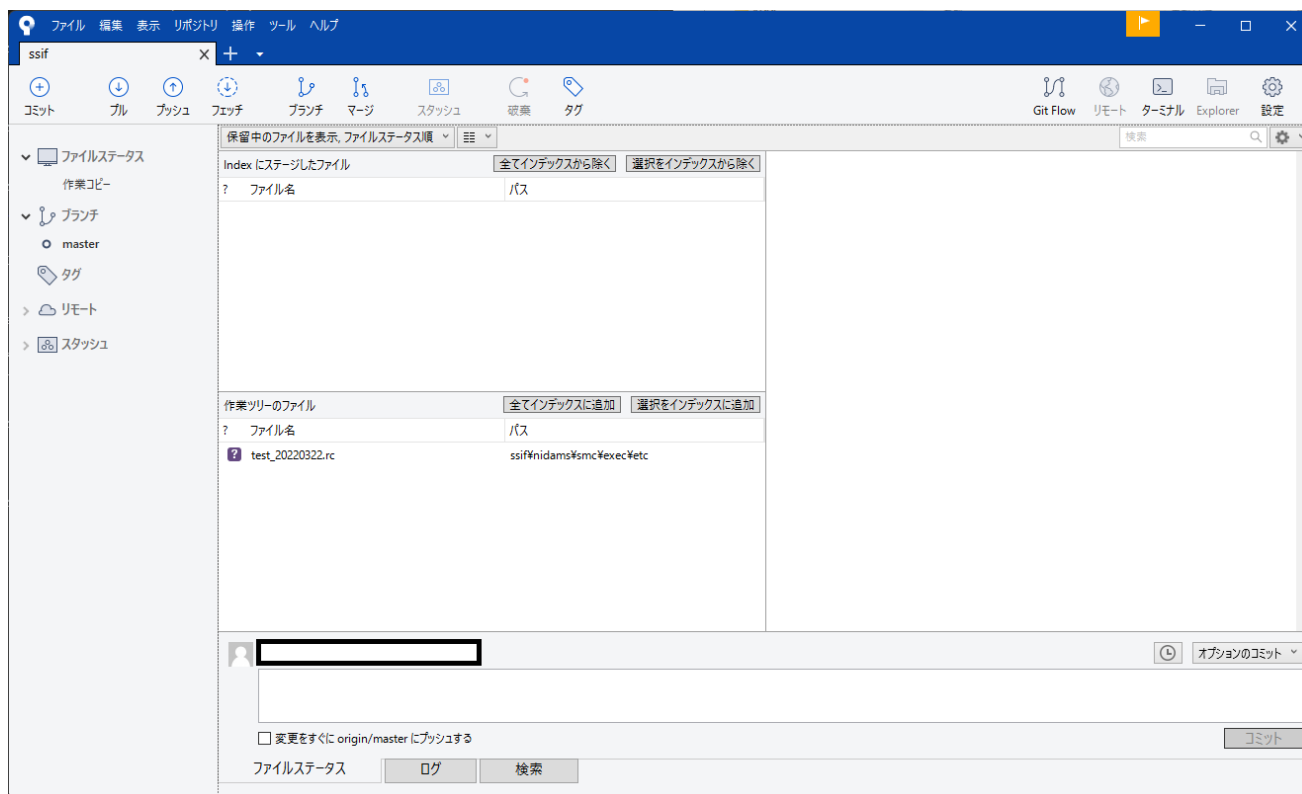 ファイル 編集 表示 リポジトリ 操作 ツール ヘルプ
ssif
コミット プル プッシュ フェッチ ブランチ マージ スタッシュ 破棄 タグ Git Flow リモート ターミナル Explorer 設定
保留中のファイルを表示, ファイルステータス順 検索
ファイルステータス
作業コピー
ブランチ
master
タグ
リモート
スタッシュ
Index にステージしたファイル 全てインデックスから除く 選択をインデックスから除く
? ファイル名 パス
作業ツリーのファイル 全てインデックスに追加 選択をインデックスに追加
? ファイル名 パス
? test_20220322.rc ssif¥nidams¥smc¥exec¥etc
オプションのコミット
変更をすぐに origin/master にプッシュする
コミット
ファイルステータス ログ 検索